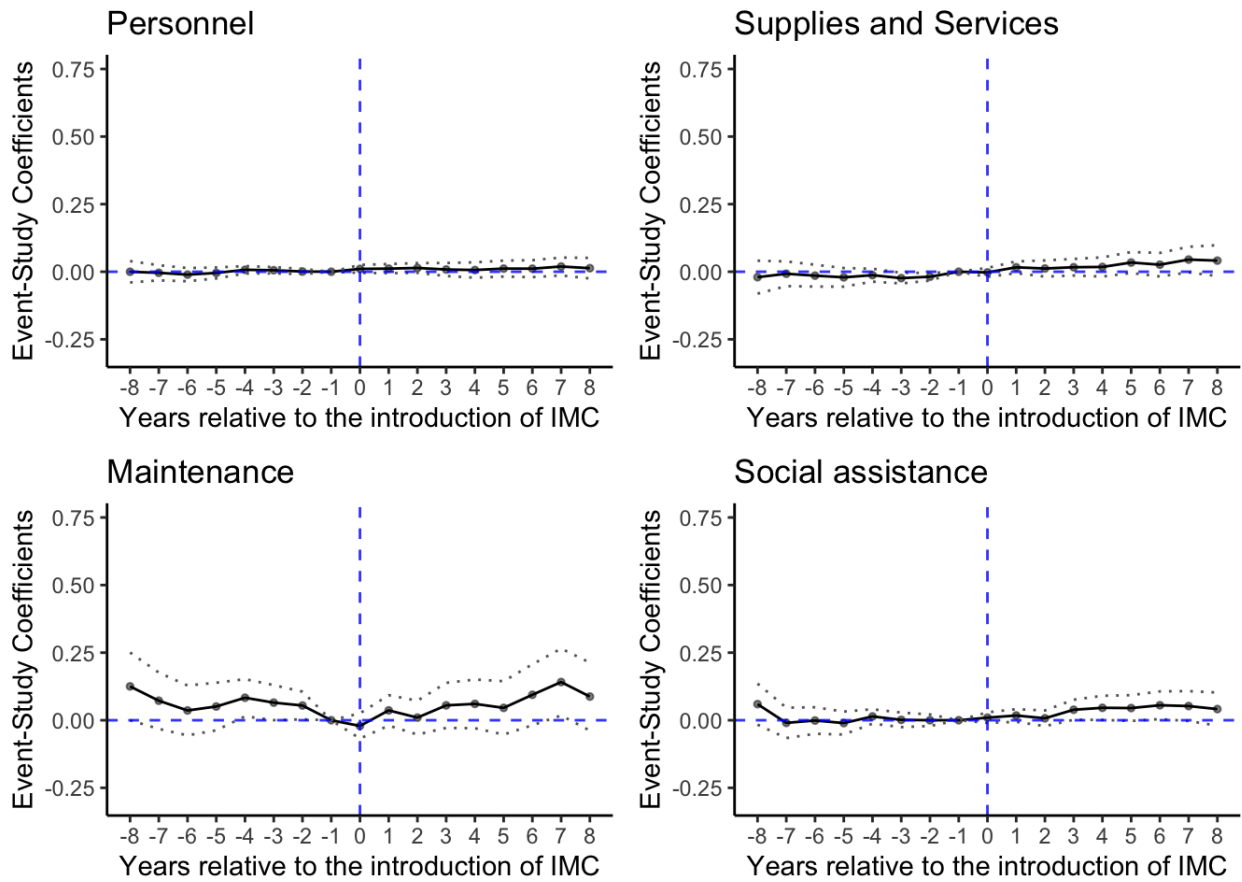 Personnel
Event-Study Coefficients
0.75
0.50
0.25
0.00
-0.25
-8 -7 -6 -5 -4 -3 -2 -1 0 1 2 3 4 5 6 7 8
Years relative to the introduction of IMC
Supplies and Services
Event-Study Coefficients
0.75
0.50
0.25
0.00
-0.25
-8 -7 -6 -5 -4 -3 -2 -1 0 1 2 3 4 5 6 7 8
Years relative to the introduction of IMC
Maintenance
Event-Study Coefficients
0.75
0.50
0.25
0.00
-0.25
-8 -7 -6 -5 -4 -3 -2 -1 0 1 2 3 4 5 6 7 8
Years relative to the introduction of IMC
Social assistance
Event-Study Coefficients
0.75
0.50
0.25
0.00
-0.25
-8 -7 -6 -5 -4 -3 -2 -1 0 1 2 3 4 5 6 7 8
Years relative to the introduction of IMC